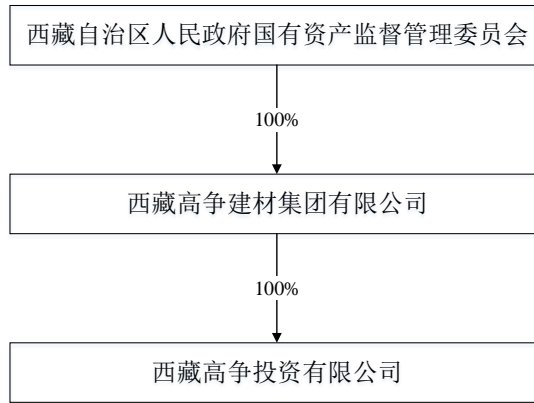 西藏自治区人民政府国有资产监督管理委员会
100%
西藏高争建材集团有限公司
100%
西藏高争投资有限公司